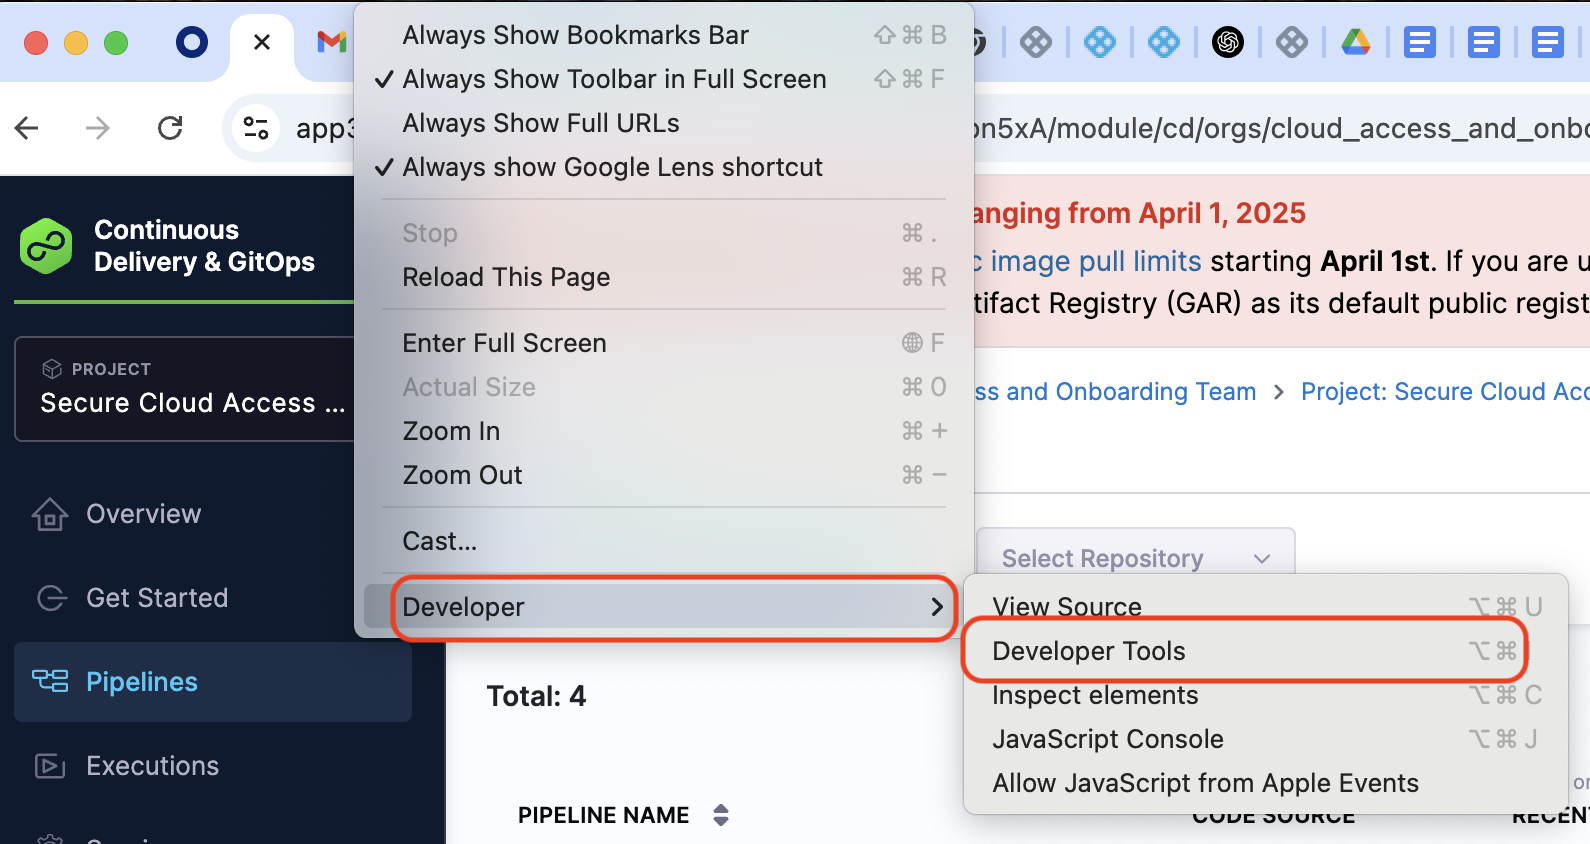 Always Show Bookmarks Bar ⇧⌘B
✓ Always Show Toolbar in Full Screen ⇧⌘F
Always Show Full URLs
✓ Always show Google Lens shortcut
Stop ⌘.
Reload This Page ⌘R
Enter Full Screen F
Actual Size ⌘0
Zoom In ⌘+
Zoom Out ⌘−
Cast...
Developer
View Source ⌥⌘U
Developer Tools ⌥⌘
Inspect elements ⌥⌘C
JavaScript Console ⌥⌘J
Allow JavaScript from Apple Events
on5xA/module/cd/orgs/cloud_access_and_onbo
anging from April 1, 2025
image pull limits starting April 1st. If you are u
tifact Registry (GAR) as its default public regist
ss and Onboarding Team > Project: Secure Cloud Acc
Select Repository
Continuous
Delivery & GitOps
PROJECT
Secure Cloud Access ...
Overview
Get Started
Pipelines
Executions
Total: 4
PIPELINE NAME
CODE SOURCE
RECENT